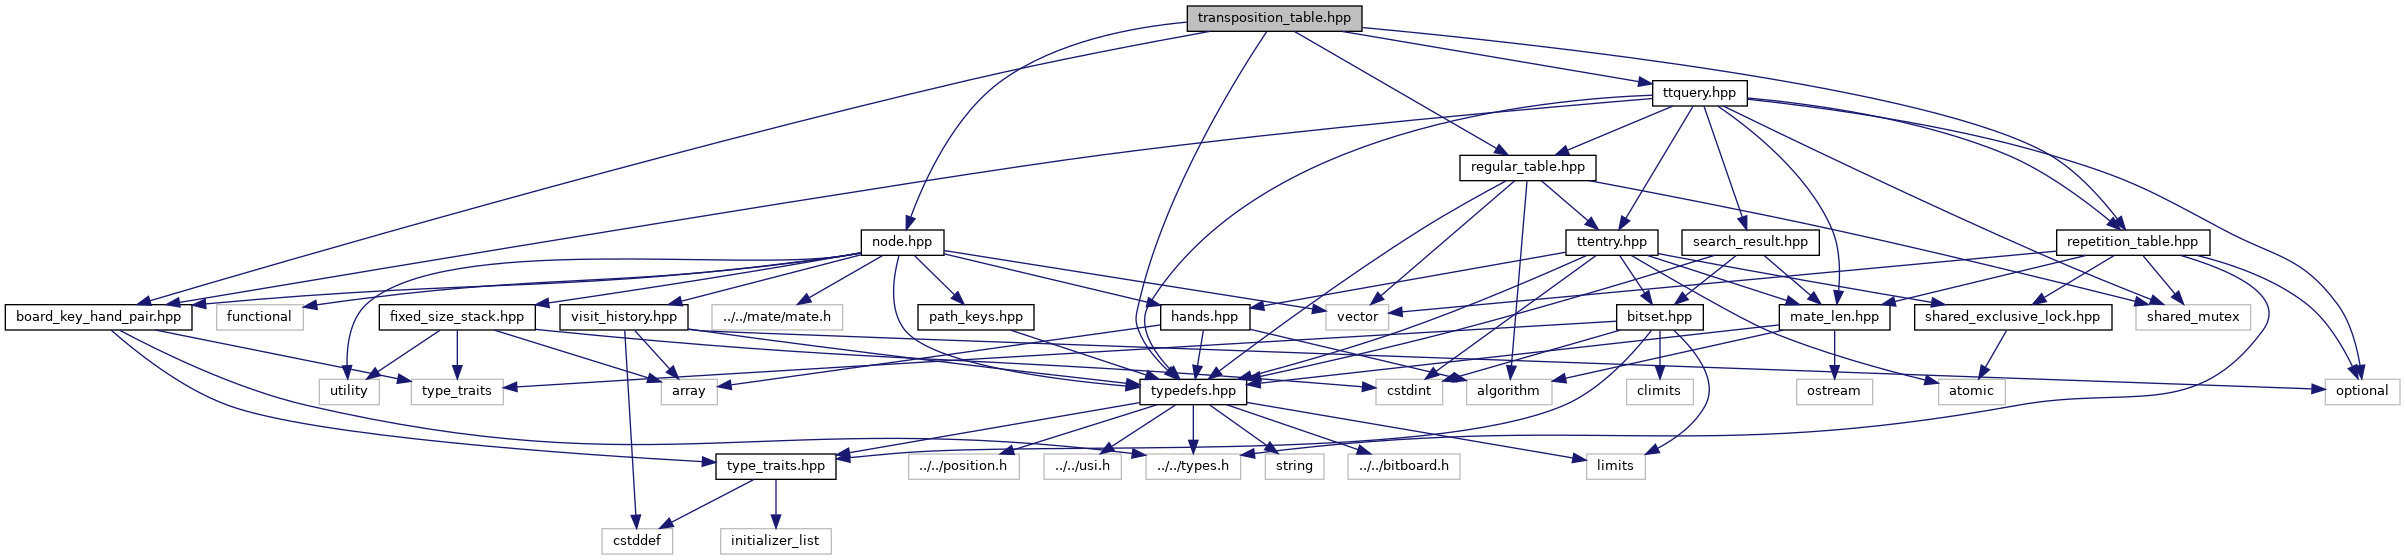 transposition_table.hpp
ttquery.hpp
regular_table.hpp
node.hpp
ttentry.hpp
search_result.hpp
repetition_table.hpp
board_key_hand_pair.hpp
functional
fixed_size_stack.hpp
visit_history.hpp
../../mate/mate.h
path_keys.hpp
hands.hpp
vector
bitset.hpp
mate_len.hpp
shared_exclusive_lock.hpp
shared_mutex
utility
type_traits
array
typedefs.hpp
cstdint
algorithm
climits
ostream
atomic
optional
type_traits.hpp
../../position.h
../../usi.h
../../types.h
string
../../bitboard.h
limits
cstddef
initializer_list